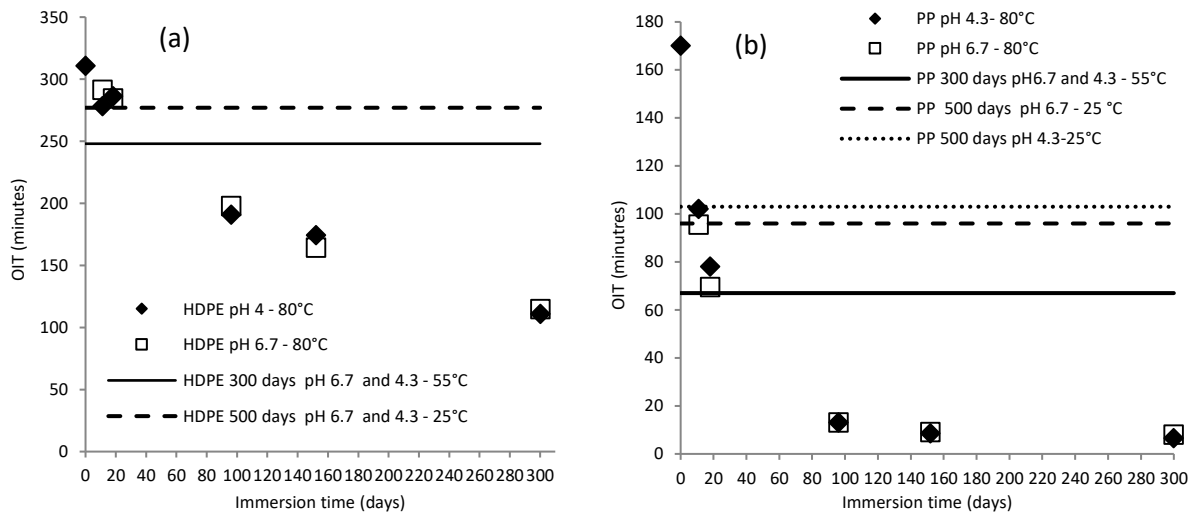 (a)
350
300
250
200
150
100
50
0
OIT (minutes)
HDPE pH 4 - 80°C
HDPE pH 6.7 - 80°C
HDPE 300 days pH 6.7 and 4.3 - 55°C
HDPE 500 days pH 6.7 and 4.3 - 25°C
0 20 40 60 80 100 120 140 160 180 200 220 240 260 280 300
Immersion time (days)
(b)
180
160
140
120
100
80
60
40
20
0
OIT (minutres)
PP pH 4.3- 80°C
PP pH 6.7 - 80°C
PP 300 days pH6.7 and 4.3 - 55°C
PP 500 days pH 6.7 - 25 °C
PP 500 days pH 4.3-25°C
0 20 40 60 80 100 120 140 160 180 200 220 240 260 280 300
Immersion time (days)